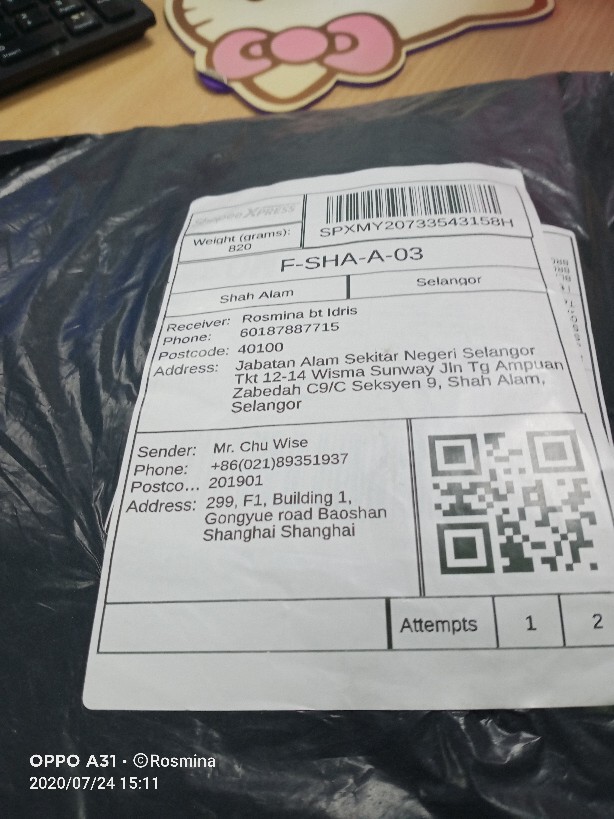 Shopee XPRESS
Weight (grams):
820
SPXMY20733543158H
F-SHA-A-03
Shah Alam
Selangor
Receiver: Rosmina bt Idris
Phone: 60187887715
Postcode: 40100
Address: Jabatan Alam Sekitar Negeri Selangor
Tkt 12-14 Wisma Sunway Jln Tg Ampuan
Zabedah C9/C Seksyen 9, Shah Alam,
Selangor
Sender: Mr. Chu Wise
Phone: +86(021)89351937
Postco... 201901
Address: 299, F1, Building 1,
Gongyue road Baoshan
Shanghai Shanghai
Attempts
1
2
OPPO A31 · ©Rosmina
2020/07/24 15:11